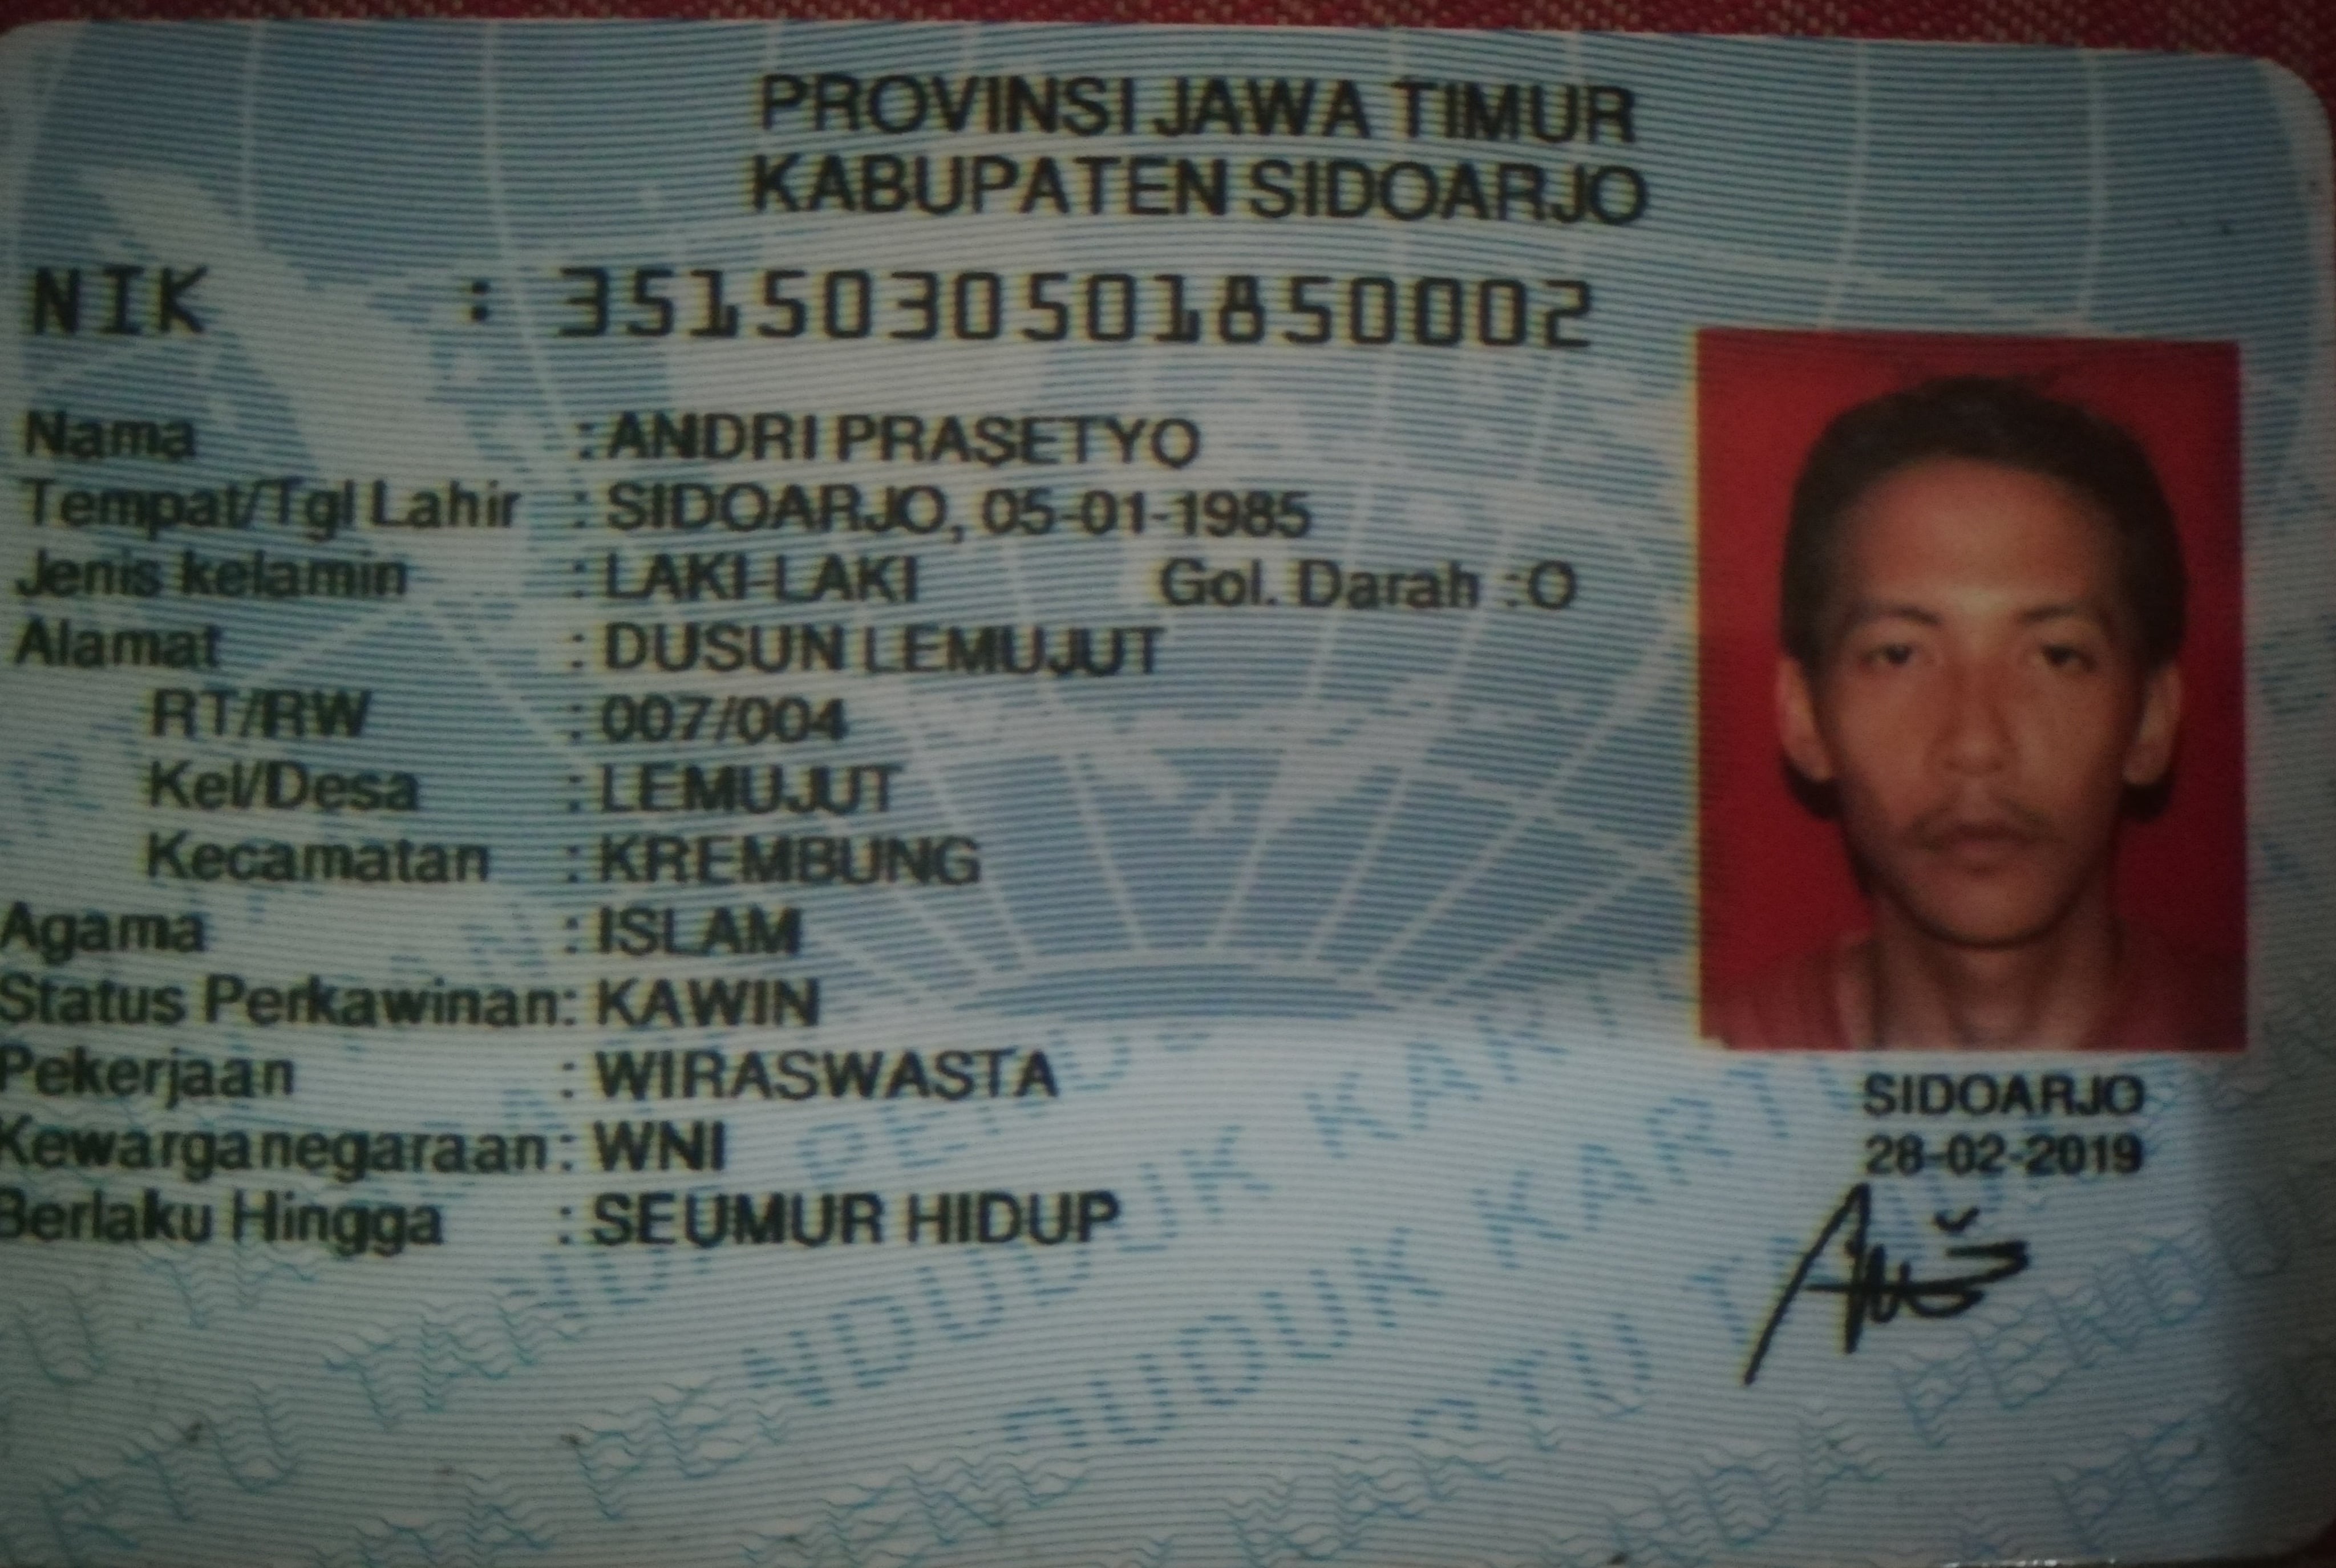 PROVINSI JAWA TIMUR
KABUPATEN SIDOARJO
NIK : 3515030501850002
Nama : ANDRI PRASETYO
Tempat/Tgl Lahir : SIDOARJO, 05-01-1985
Jenis kelamin : LAKI-LAKI Gol. Darah : O
Alamat : DUSUN LEMUJUT
RT/RW : 007/004
Kel/Desa : LEMUJUT
Kecamatan : KREMBUNG
Agama : ISLAM
Status Perkawinan : KAWIN
Pekerjaan : WIRASWASTA
Kewarganegaraan : WNI
Berlaku Hingga : SEUMUR HIDUP
SIDOARJO
28-02-2019